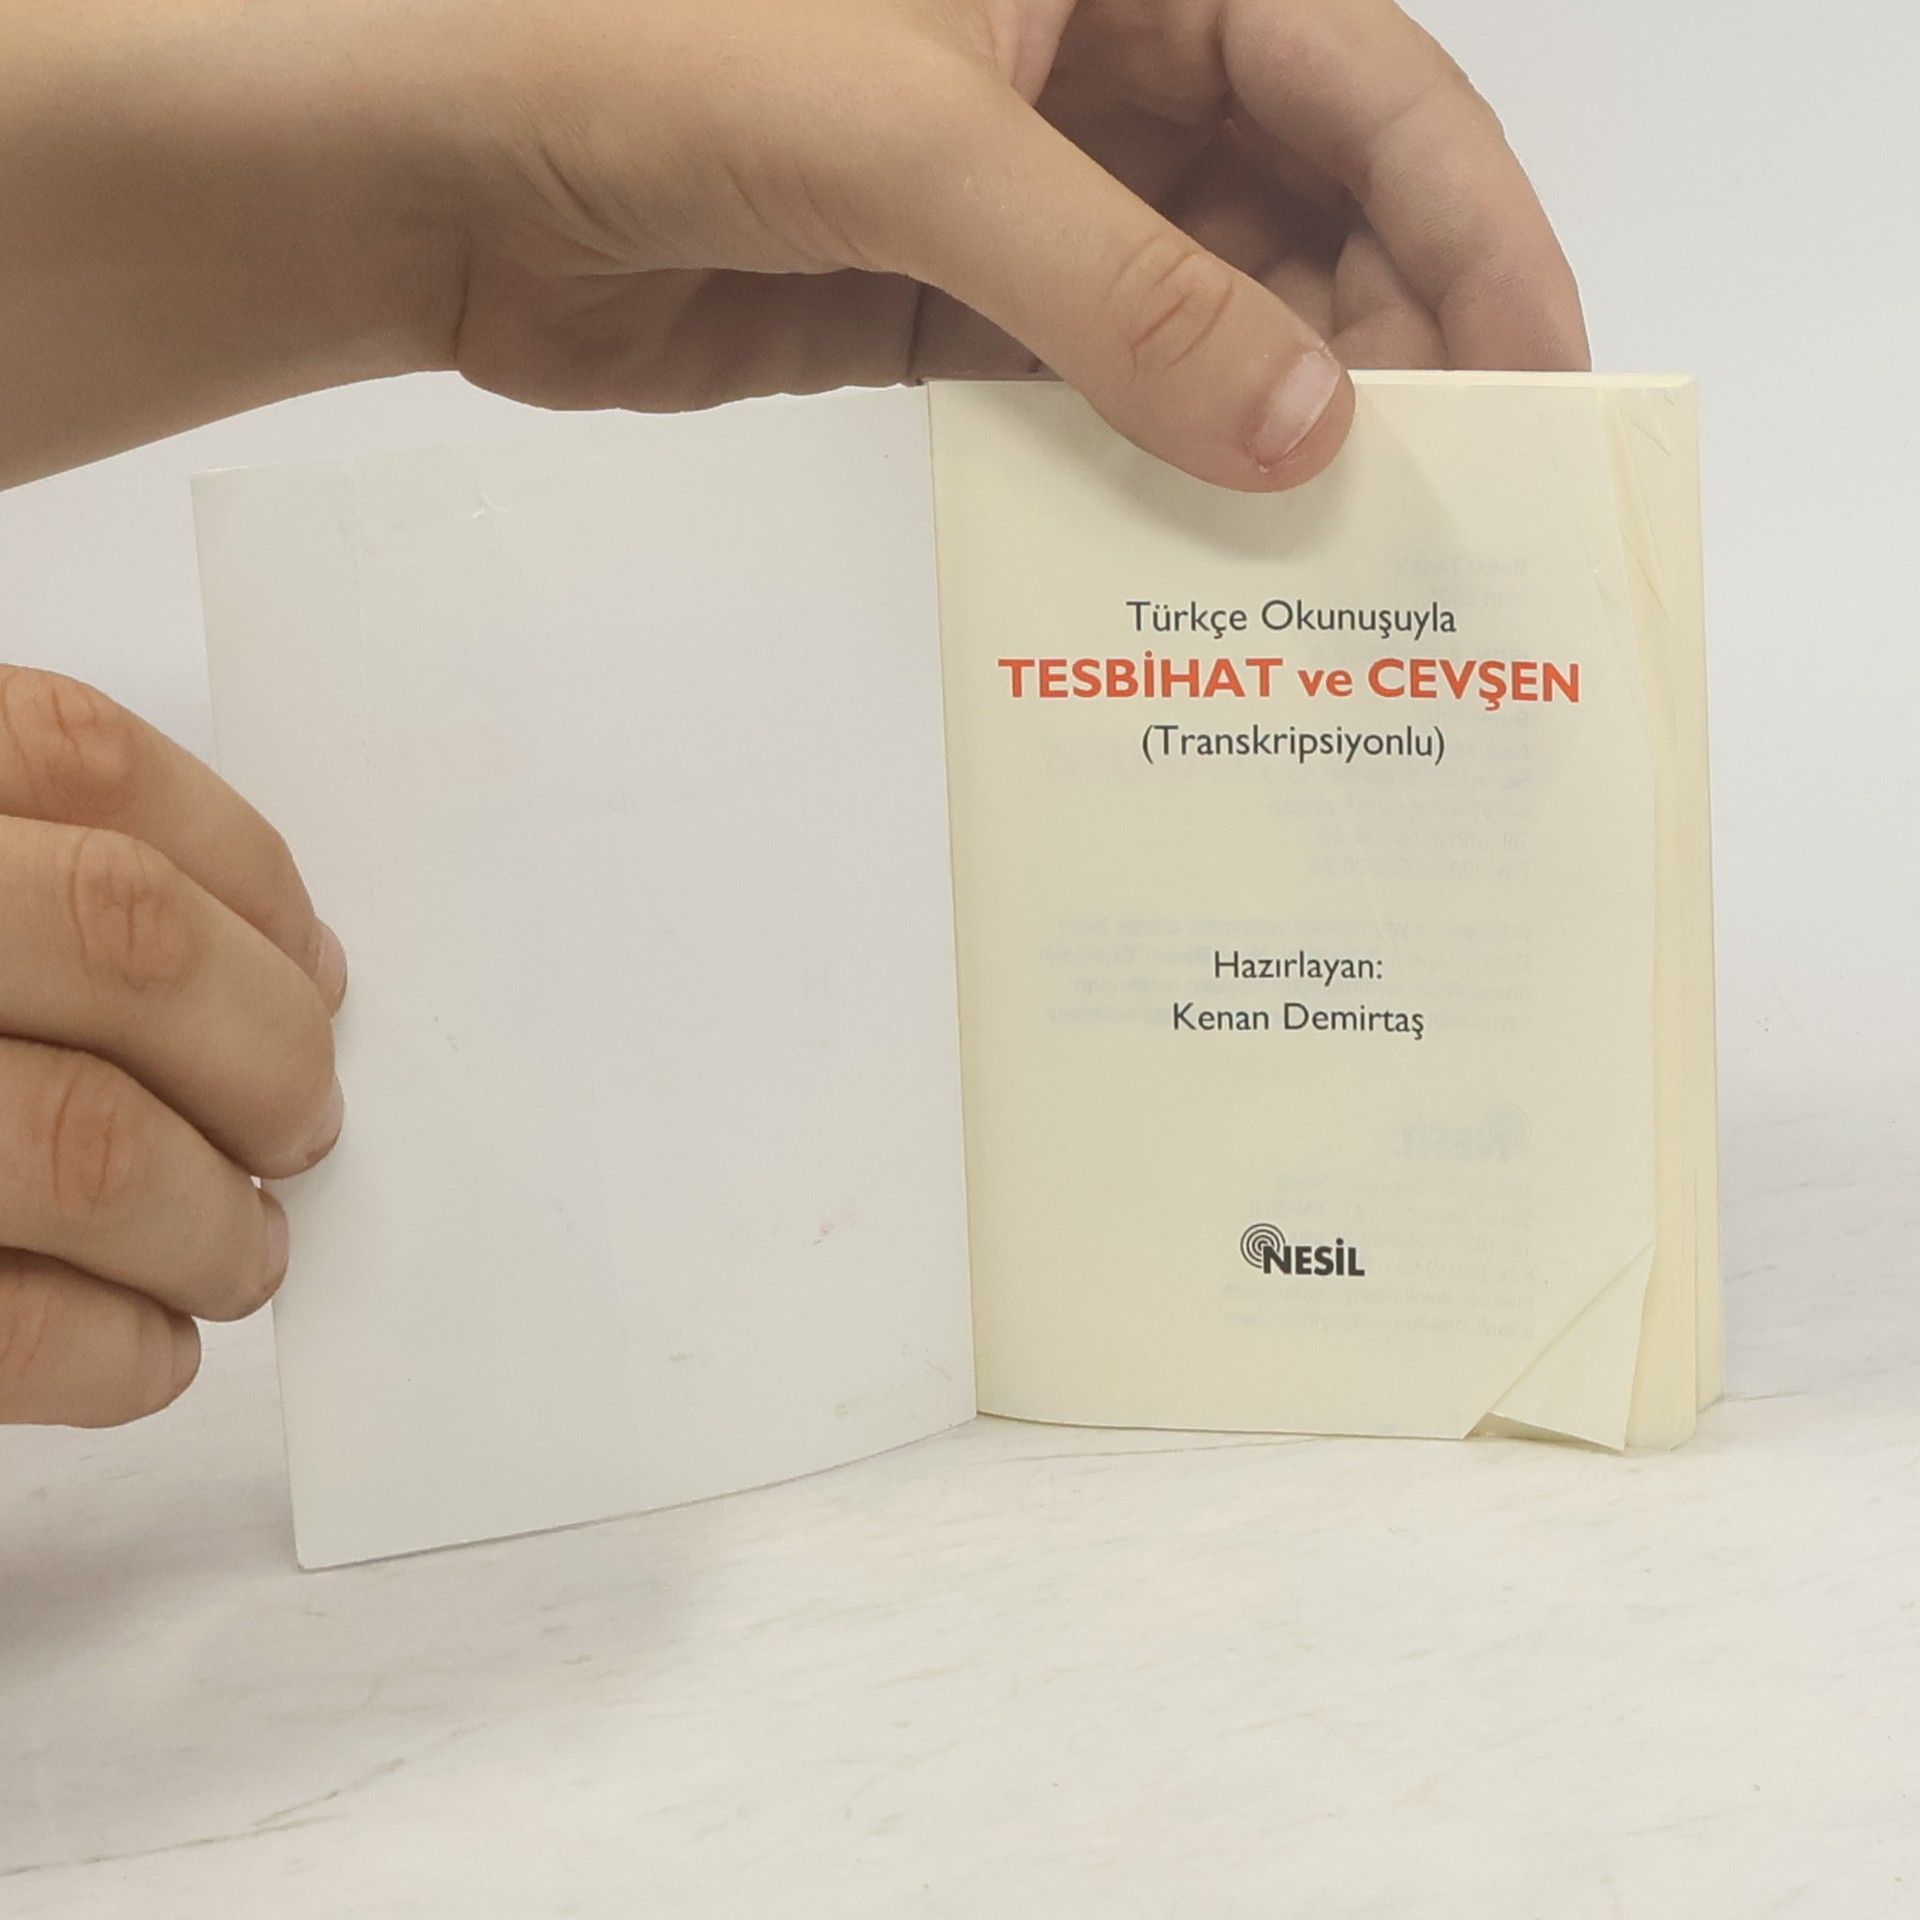 Türkçe Okunuşuyla
TESBİHAT ve CEVŞEN
(Transkripsiyonlu)
Hazırlayan:
Kenan Demirtaş
NESİL